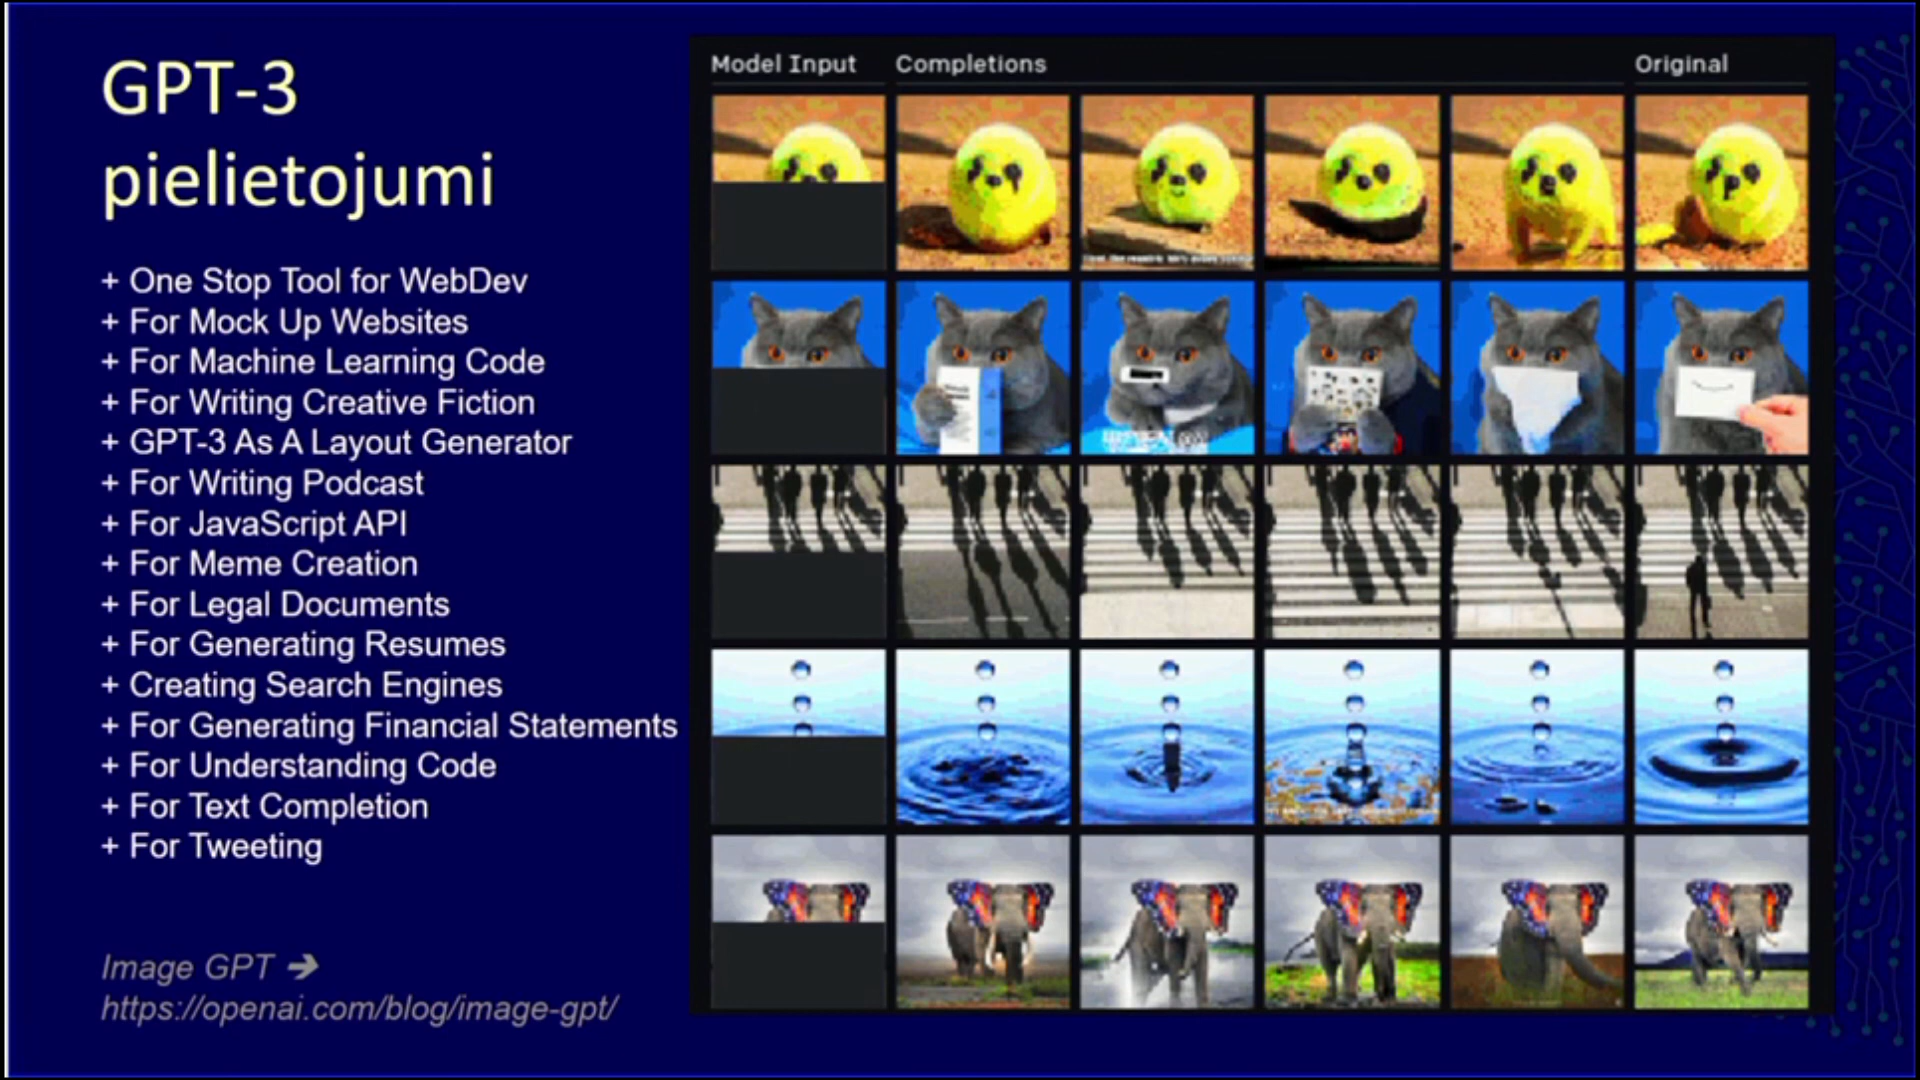 GPT-3
pielietojumi
+ One Stop Tool for WebDev
+ For Mock Up Websites
+ For Machine Learning Code
+ For Writing Creative Fiction
+ GPT-3 As A Layout Generator
+ For Writing Podcast
+ For JavaScript API
+ For Meme Creation
+ For Legal Documents
+ For Generating Resumes
+ Creating Search Engines
+ For Generating Financial Statements
+ For Understanding Code
+ For Text Completion
+ For Tweeting
Image GPT ➔
https://openai.com/blog/image-gpt/
Model Input
Completions
Original